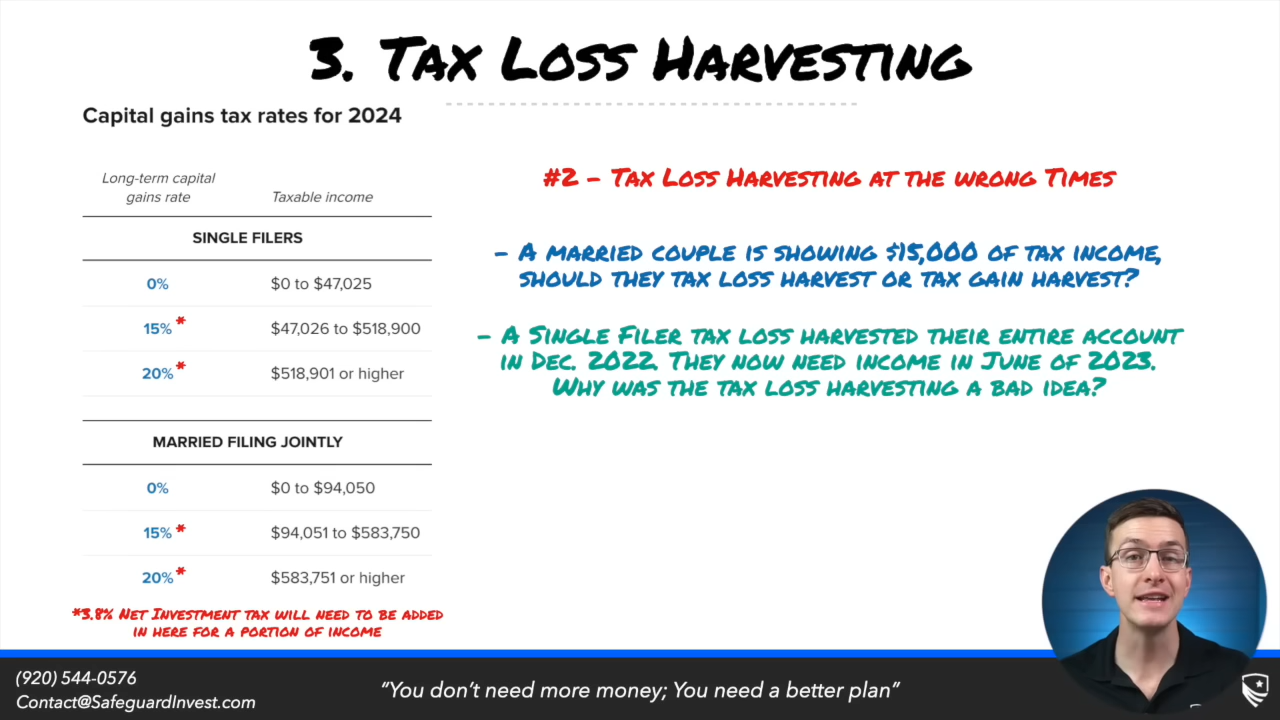 3. Tax Loss Harvesting
Capital gains tax rates for 2024
Long-term capital
gains rate
Taxable income
SINGLE FILERS
0% $0 to $47,025
15%* $47,026 to $518,900
20%* $518,901 or higher
MARRIED FILING JOINTLY
0% $0 to $94,050
15%* $94,051 to $583,750
20%* $583,751 or higher
*3.8% Net Investment tax will need to be added
in here for a portion of income
#2 - Tax Loss Harvesting at the wrong Times
- A married couple is showing $15,000 of tax income,
should they tax loss harvest or tax gain harvest?
- A Single Filer tax loss harvested their entire account
in Dec. 2022. They now need income in June of 2023.
Why was the tax loss harvesting a bad idea?
(920) 544-0576
Contact@SafeguardInvest.com
"You don't need more money; You need a better plan"